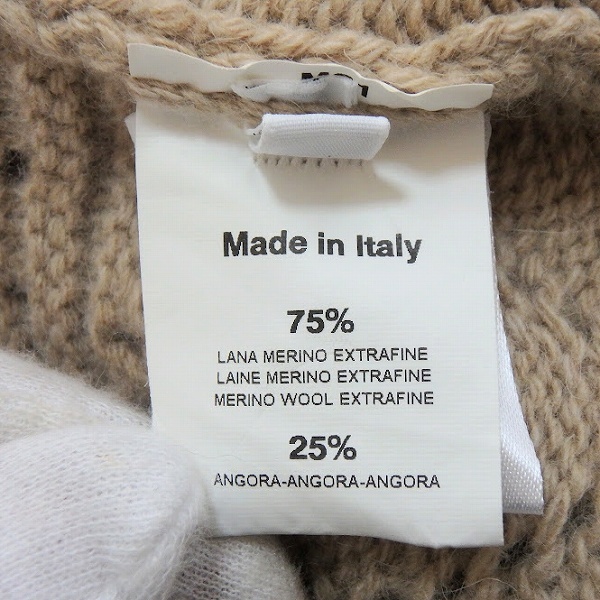 Made in Italy
75%
LANA MERINO EXTRAFINE
LAINE MERINO EXTRAFINE
MERINO WOOL EXTRAFINE
25%
ANGORA-ANGORA-ANGORA